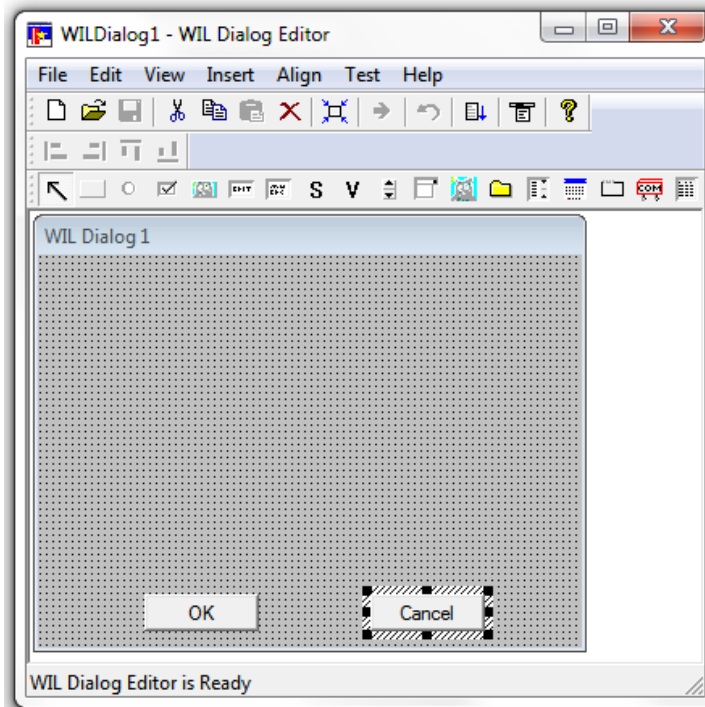 WILDialog1 - WIL Dialog Editor
File Edit View Insert Align Test Help
S V
COM
WIL Dialog 1
OK Cancel
WIL Dialog Editor is Ready